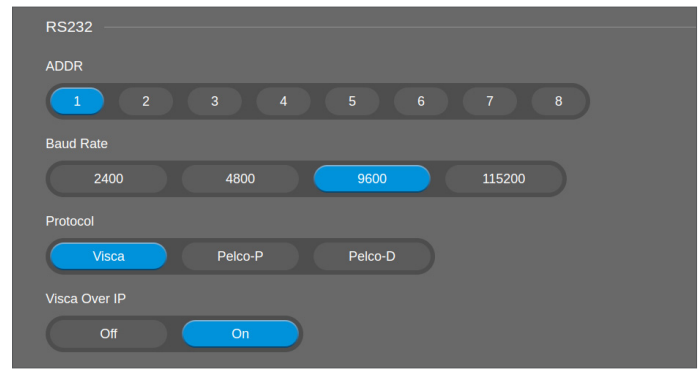 RS232
ADDR
1 2 3 4 5 6 7 8
Baud Rate
2400 4800 9600 115200
Protocol
Visca Pelco-P Pelco-D
Visca Over IP
Off On